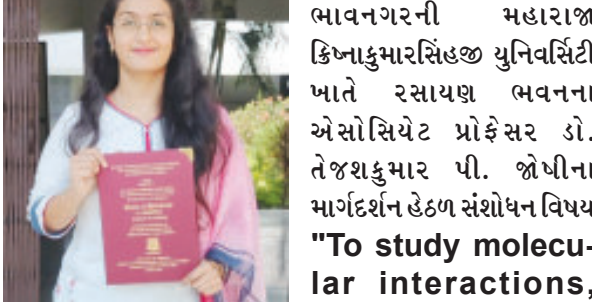 ભાવનગરની મહારાજા
ક્રિષ્નાકુમારસિંહજી યુનિવર્સિટી
ખાતે રસાયણ ભવનના
એસોસિયેટ પ્રોફેસર ડો.
તેજશકુમાર પી. જોષીના
માર્ગદર્શન હેઠળ સંશોધન વિષય
"To study molecu-
lar interactions,